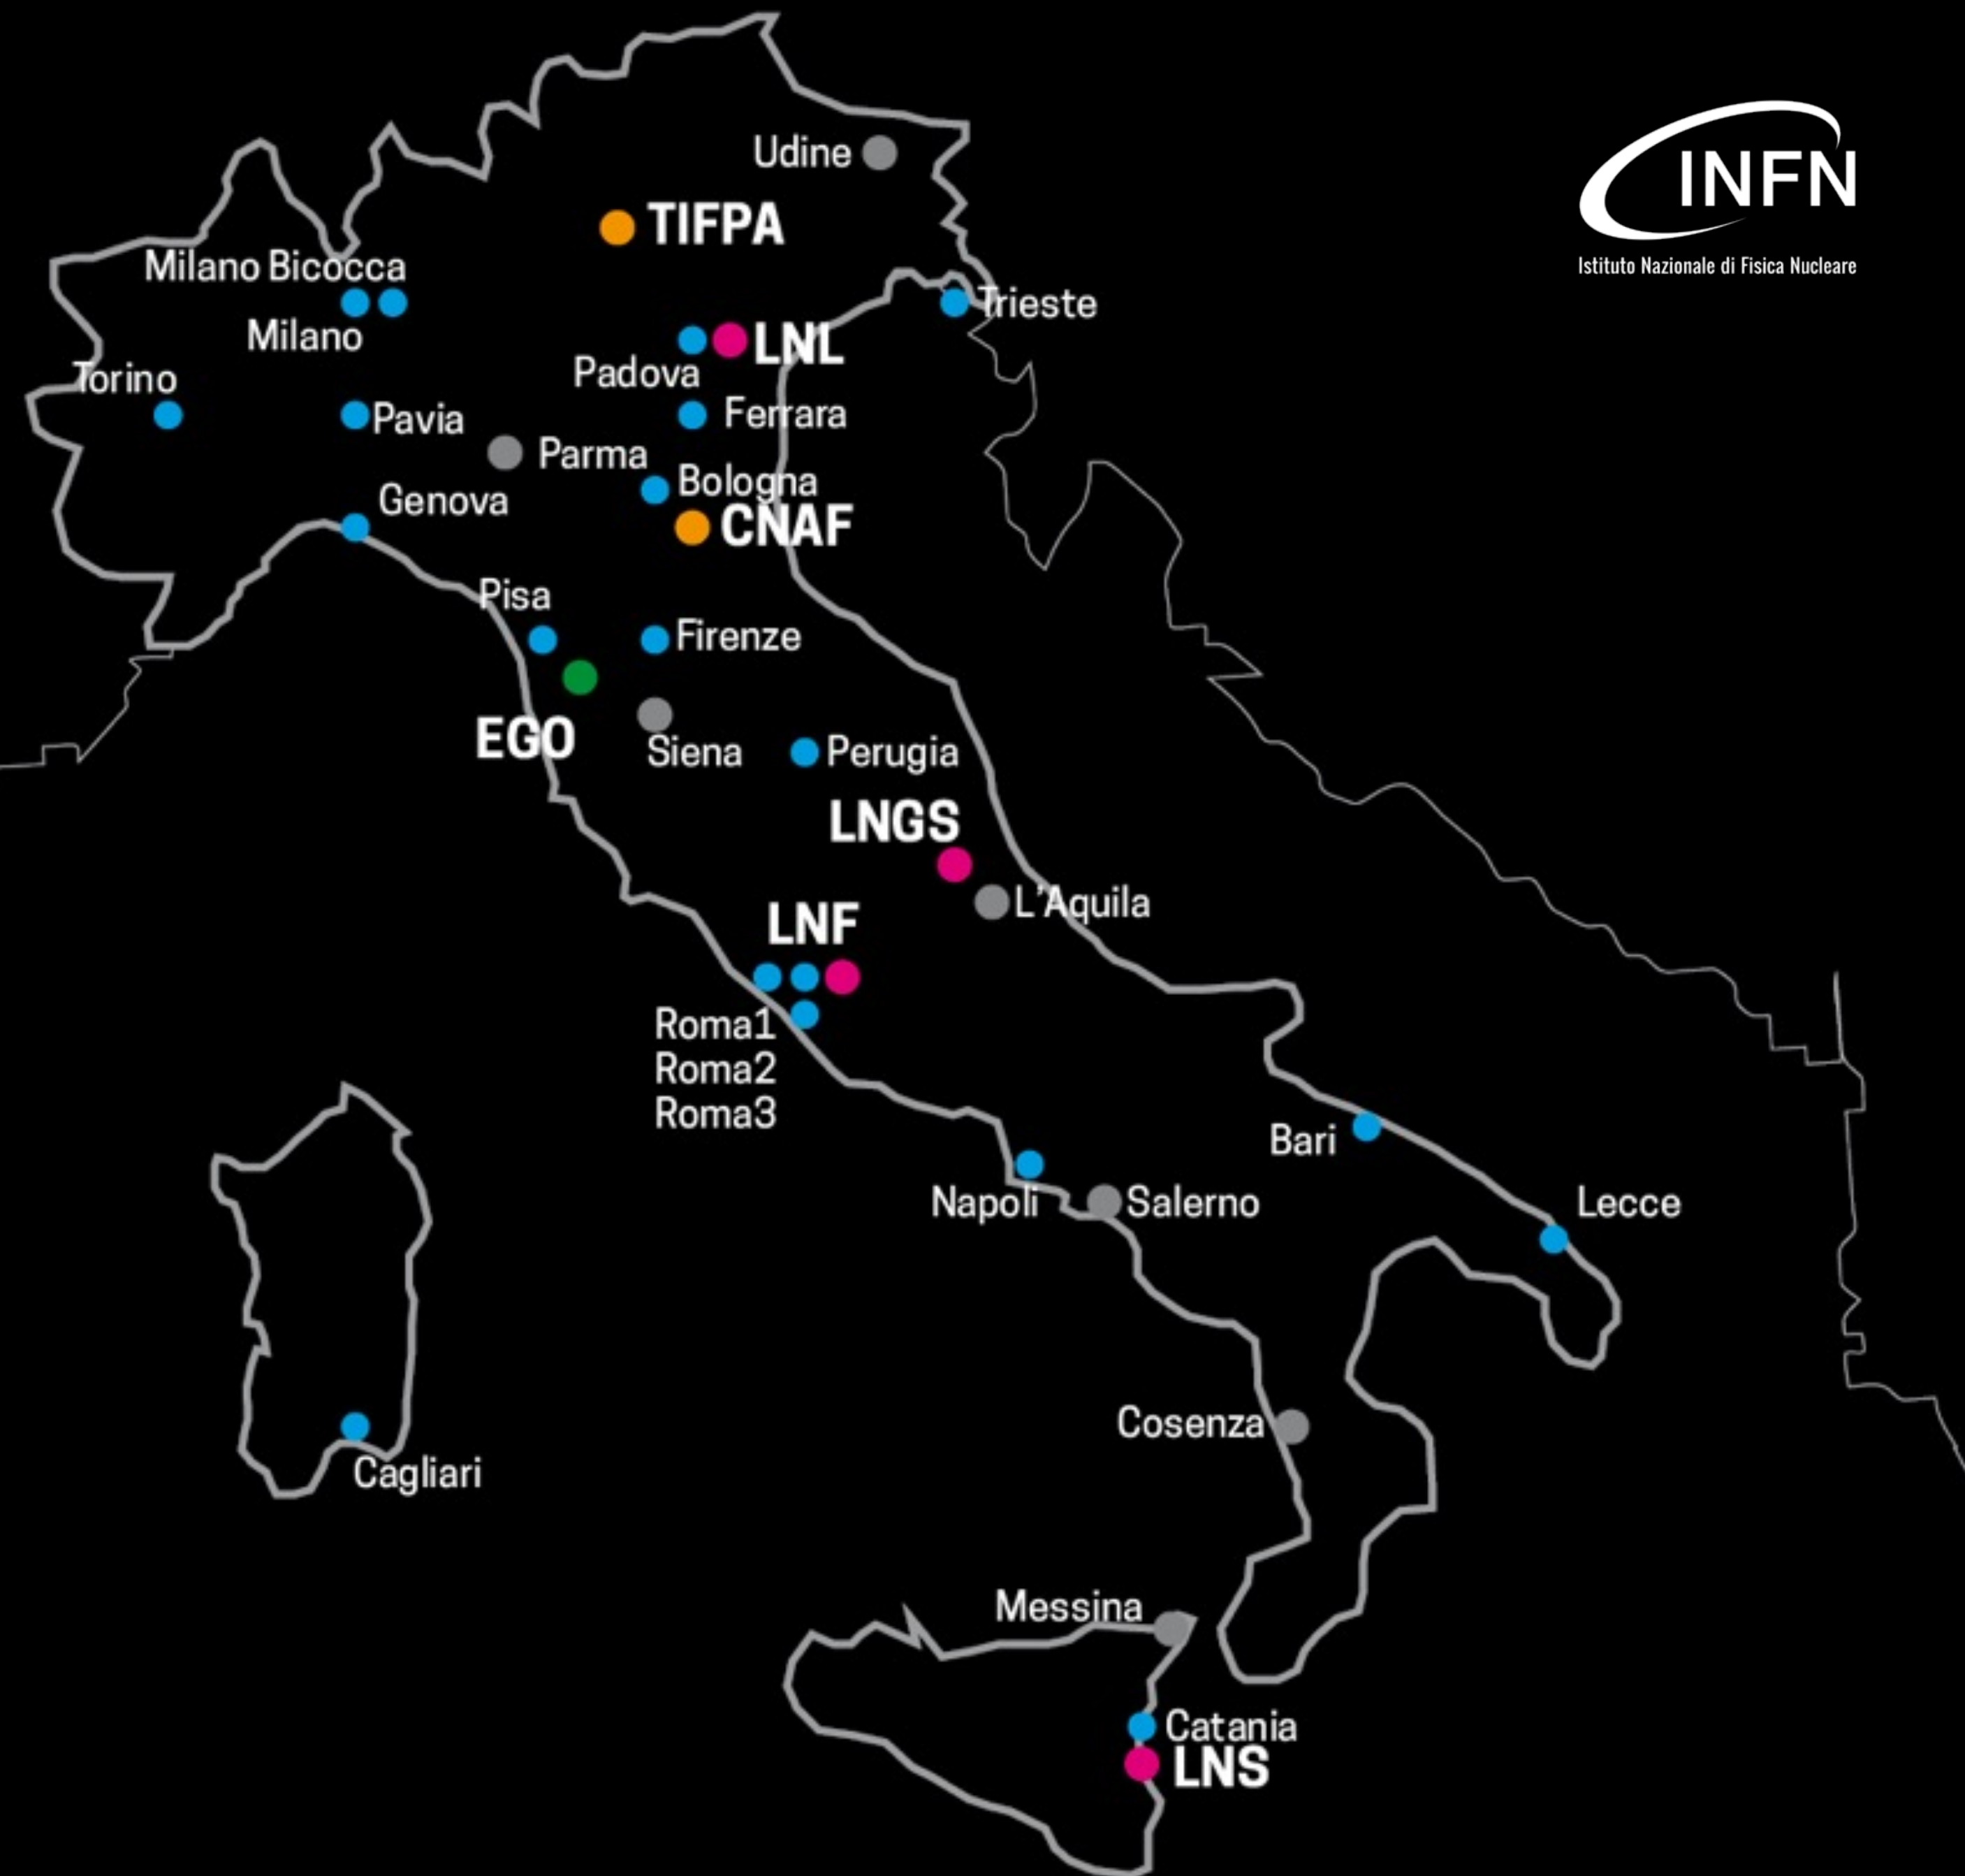 INFN
Istituto Nazionale di Fisica Nucleare
Udine
TIFPA
Milano Bicocca
Milano
Trieste
LNL
Padova
Torino
Pavia
Ferrara
Parma
Bologna
Genova
CNAF
Pisa
Firenze
EGO
Siena
Perugia
LNGS
L'Aquila
LNF
Roma1
Roma2
Roma3
Bari
Napoli
Salerno
Lecce
Cosenza
Cagliari
Messina
Catania
LNS